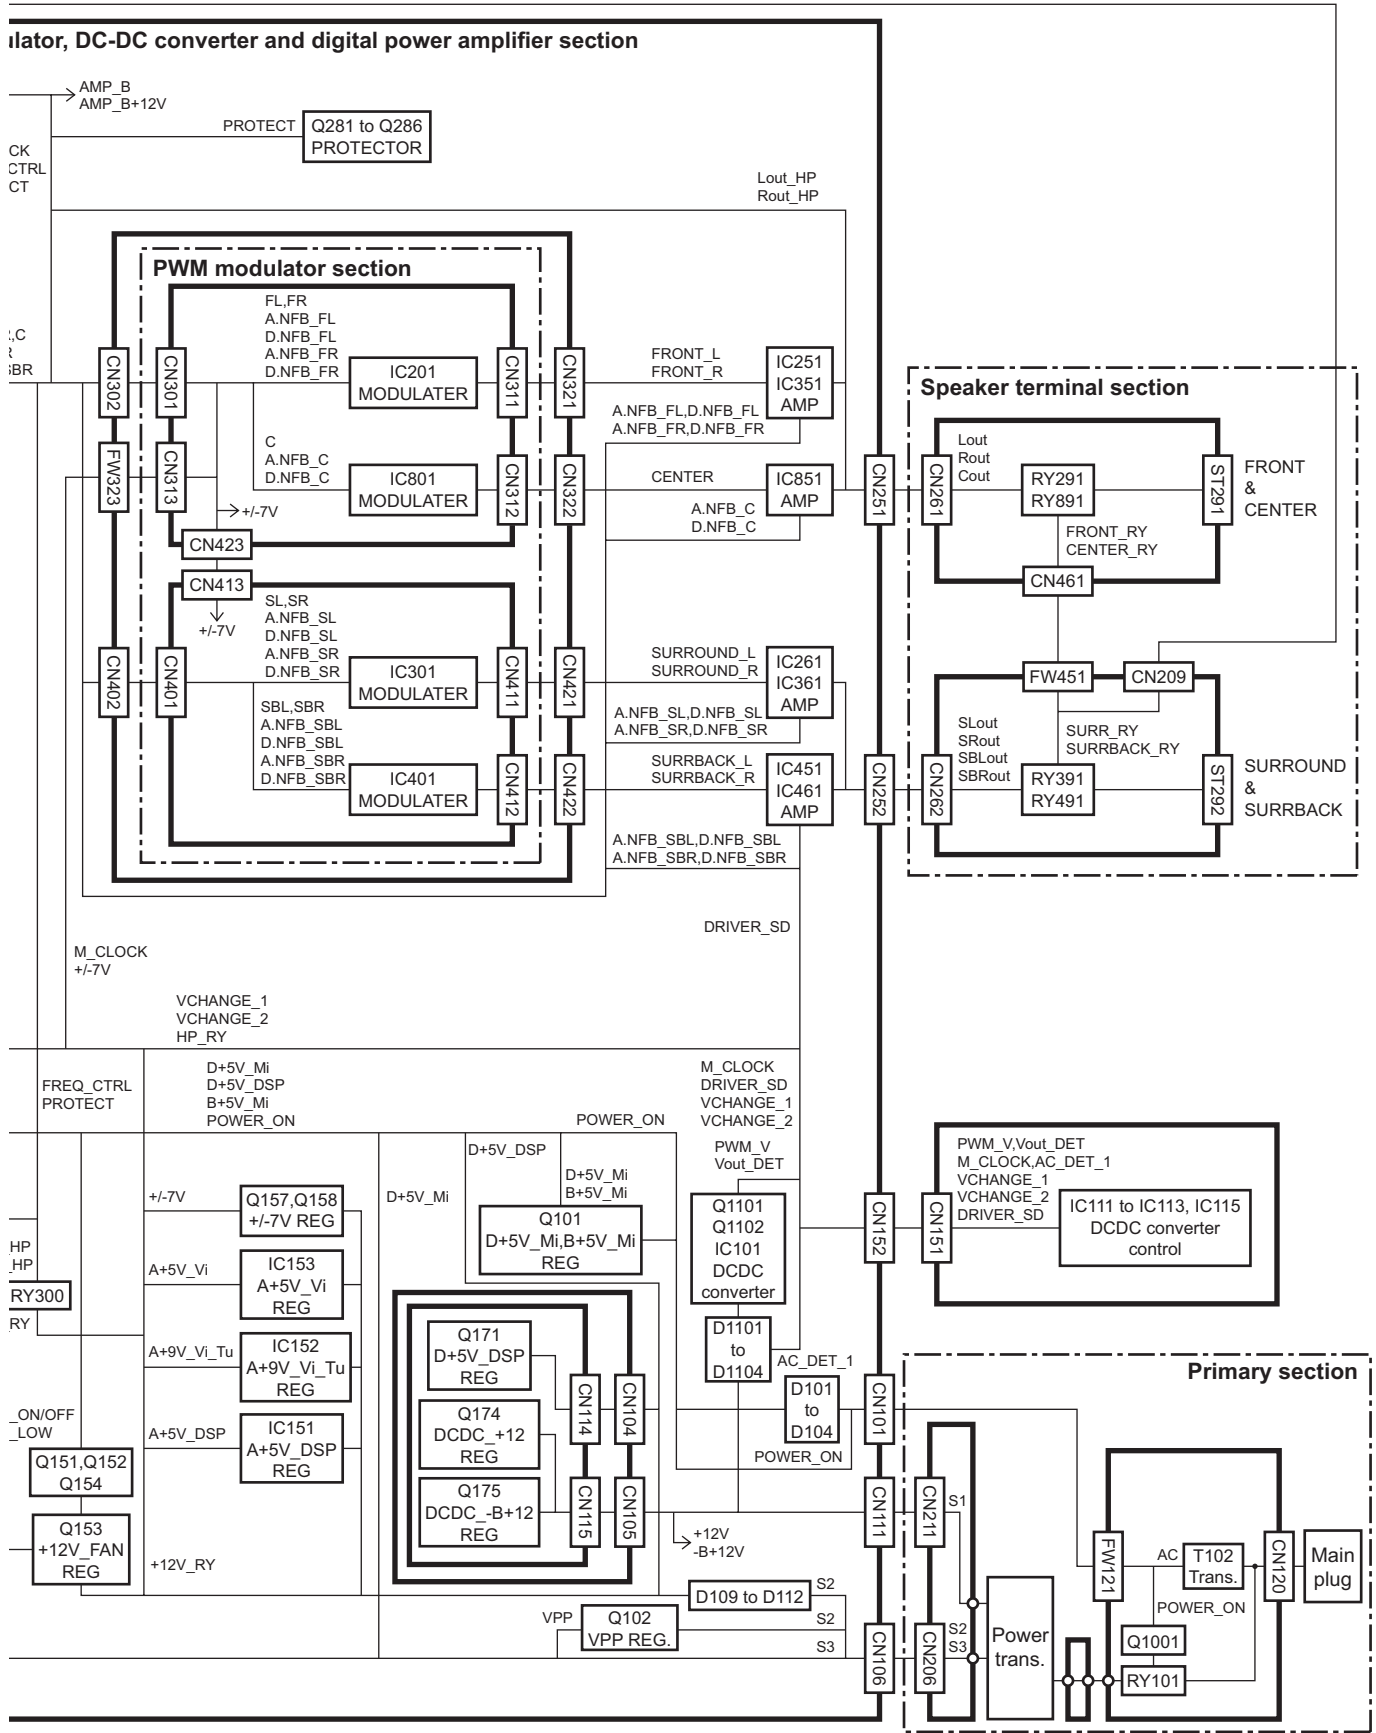 ulator, DC-DC converter and digital power amplifier section
AMP_B
AMP_B+12V
PROTECT
Q281 to Q286
PROTECTOR
CK
CTRL
CT
Lout_HP
Rout_HP
PWM modulator section
FL,FR
A.NFB_FL
D.NFB_FL
A.NFB_FR
D.NFB_FR
,C
SBR
CN302
CN301
IC201
MODULATER
CN311
CN321
FRONT_L
FRONT_R
IC251
IC351
AMP
A.NFB_FL,D.NFB_FL
A.NFB_FR,D.NFB_FR
C
A.NFB_C
D.NFB_C
FW323
CN313
IC801
MODULATER
CN312
CN322
CENTER
IC851
AMP
A.NFB_C
D.NFB_C
CN251
+/-7V
CN423
CN413
+/-7V
Speaker terminal section
Lout
Rout
Cout
CN261
RY291
RY891
ST291
FRONT
&
CENTER
FRONT_RY
CENTER_RY
CN461
SL,SR
A.NFB_SL
D.NFB_SL
A.NFB_SR
D.NFB_SR
CN402
CN401
IC301
MODULATER
CN411
CN421
SURROUND_L
SURROUND_R
IC261
IC361
AMP
A.NFB_SL,D.NFB_SL
A.NFB_SR,D.NFB_SR
FW451
CN209
SBL,SBR
A.NFB_SBL
D.NFB_SBL
A.NFB_SBR
D.NFB_SBR
IC401
MODULATER
CN412
CN422
SURRBACK_L
SURRBACK_R
IC451
IC461
AMP
CN252
A.NFB_SBL,D.NFB_SBL
A.NFB_SBR,D.NFB_SBR
SLout
SRout
SBLout
SBRout
SURR_RY
SURRBACK_RY
CN262
RY391
RY491
ST292
SURROUND
&
SURRBACK
DRIVER_SD
M_CLOCK
+/-7V
VCHANGE_1
VCHANGE_2
HP_RY
FREQ_CTRL
PROTECT
D+5V_Mi
D+5V_DSP
B+5V_Mi
POWER_ON
POWER_ON
M_CLOCK
DRIVER_SD
VCHANGE_1
VCHANGE_2
PWM_V
Vout_DET
D+5V_DSP
D+5V_Mi
B+5V_Mi
D+5V_Mi
+/-7V
Q157,Q158
+/-7V REG
Q101
D+5V_Mi,B+5V_Mi
REG
Q1101
Q1102
IC101
DCDC
converter
CN152
CN151
PWM_V,Vout_DET
M_CLOCK,AC_DET_1
VCHANGE_1
VCHANGE_2
DRIVER_SD
IC111 to IC113, IC115
DCDC converter
control
_HP
_HP
RY300
_RY
A+5V_Vi
IC153
A+5V_Vi
REG
A+9V_Vi_Tu
IC152
A+9V_Vi_Tu
REG
Q171
D+5V_DSP
REG
D1101
to
D1104
AC_DET_1
D101
to
D104
CN101
Primary section
_ON/OFF
_LOW
A+5V_DSP
IC151
A+5V_DSP
REG
Q174
DCDC_+12
REG
CN114
CN104
POWER_ON
Q151,Q152
Q154
Q175
DCDC_-B+12
REG
CN115
CN105
CN111
CN211
S1
+12V
-B+12V
Q153
+12V_FAN
REG
+12V_RY
FW121
AC
T102
Trans.
CN120
Main
plug
POWER_ON
D109 to D112
S2
VPP
Q102
VPP REG.
S2
S3
CN106
CN206
S2
S3
Power
trans.
Q1001
RY101